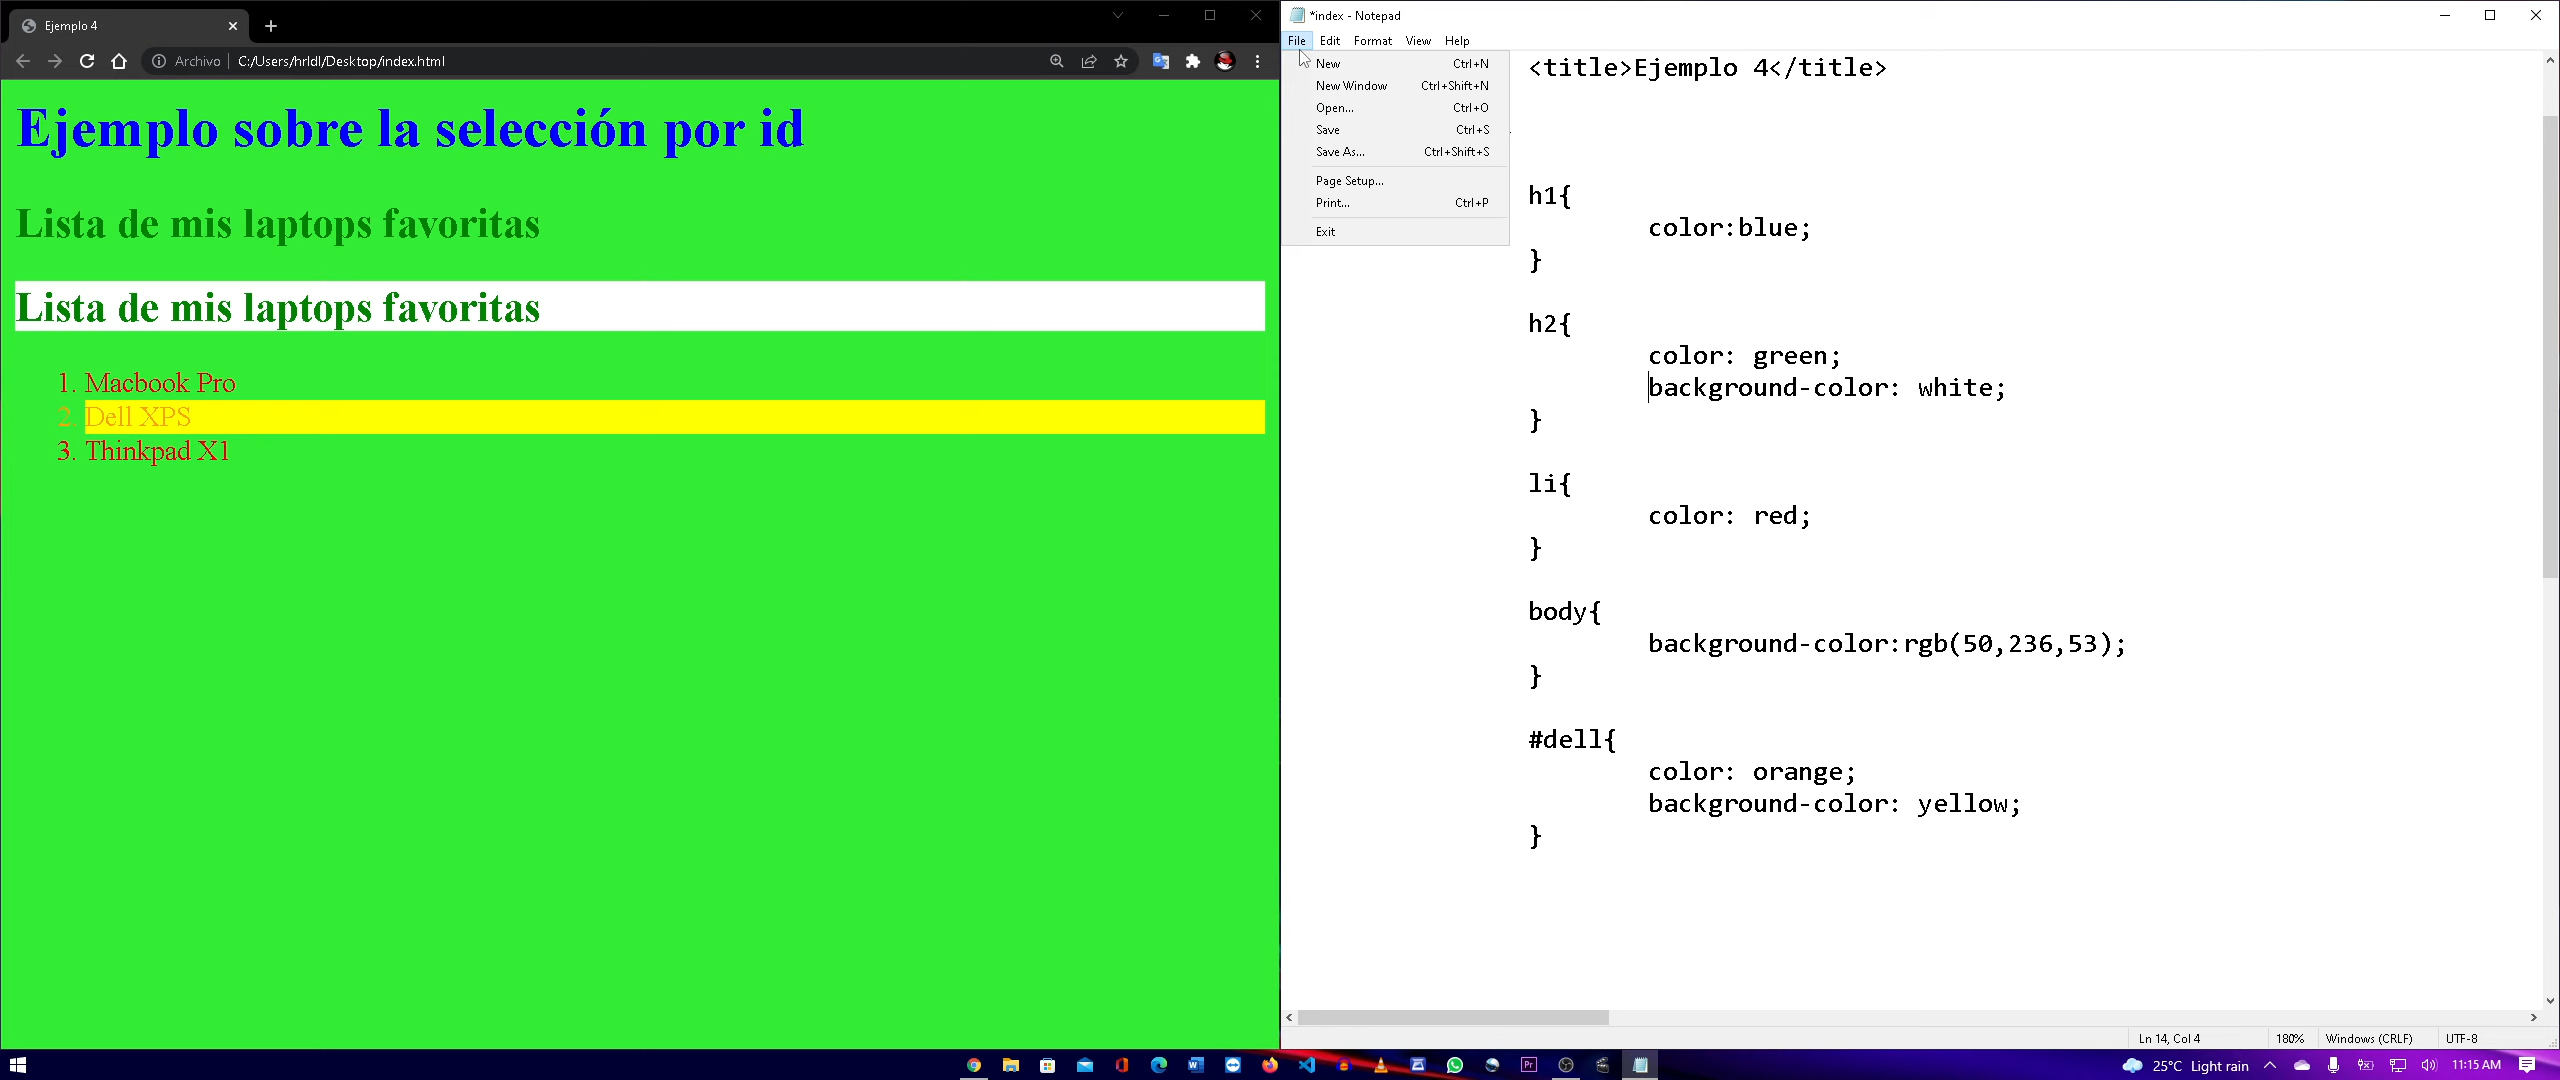 Ejemplo 4
Archivo
C:/Users/hrldl/Desktop/index.html
Ejemplo sobre la selección por id
Lista de mis laptops favoritas
Lista de mis laptops favoritas
1. Macbook Pro
2. Dell XPS
3. Thinkpad X1
*index - Notepad
File Edit Format View Help
New Ctrl+N
New Window Ctrl+Shift+N
Open... Ctrl+O
Save Ctrl+S
Save As... Ctrl+Shift+S
Page Setup...
Print... Ctrl+P
Exit
<title>Ejemplo 4</title>
h1{
color:blue;
}
h2{
color: green;
background-color: white;
}
li{
color: red;
}
body{
background-color:rgb(50,236,53);
}
#dell{
color: orange;
background-color: yellow;
}
Ln 14, Col 4
180%
Windows (CRLF)
UTF-8
Pr
25°C Light rain
11:15 AM